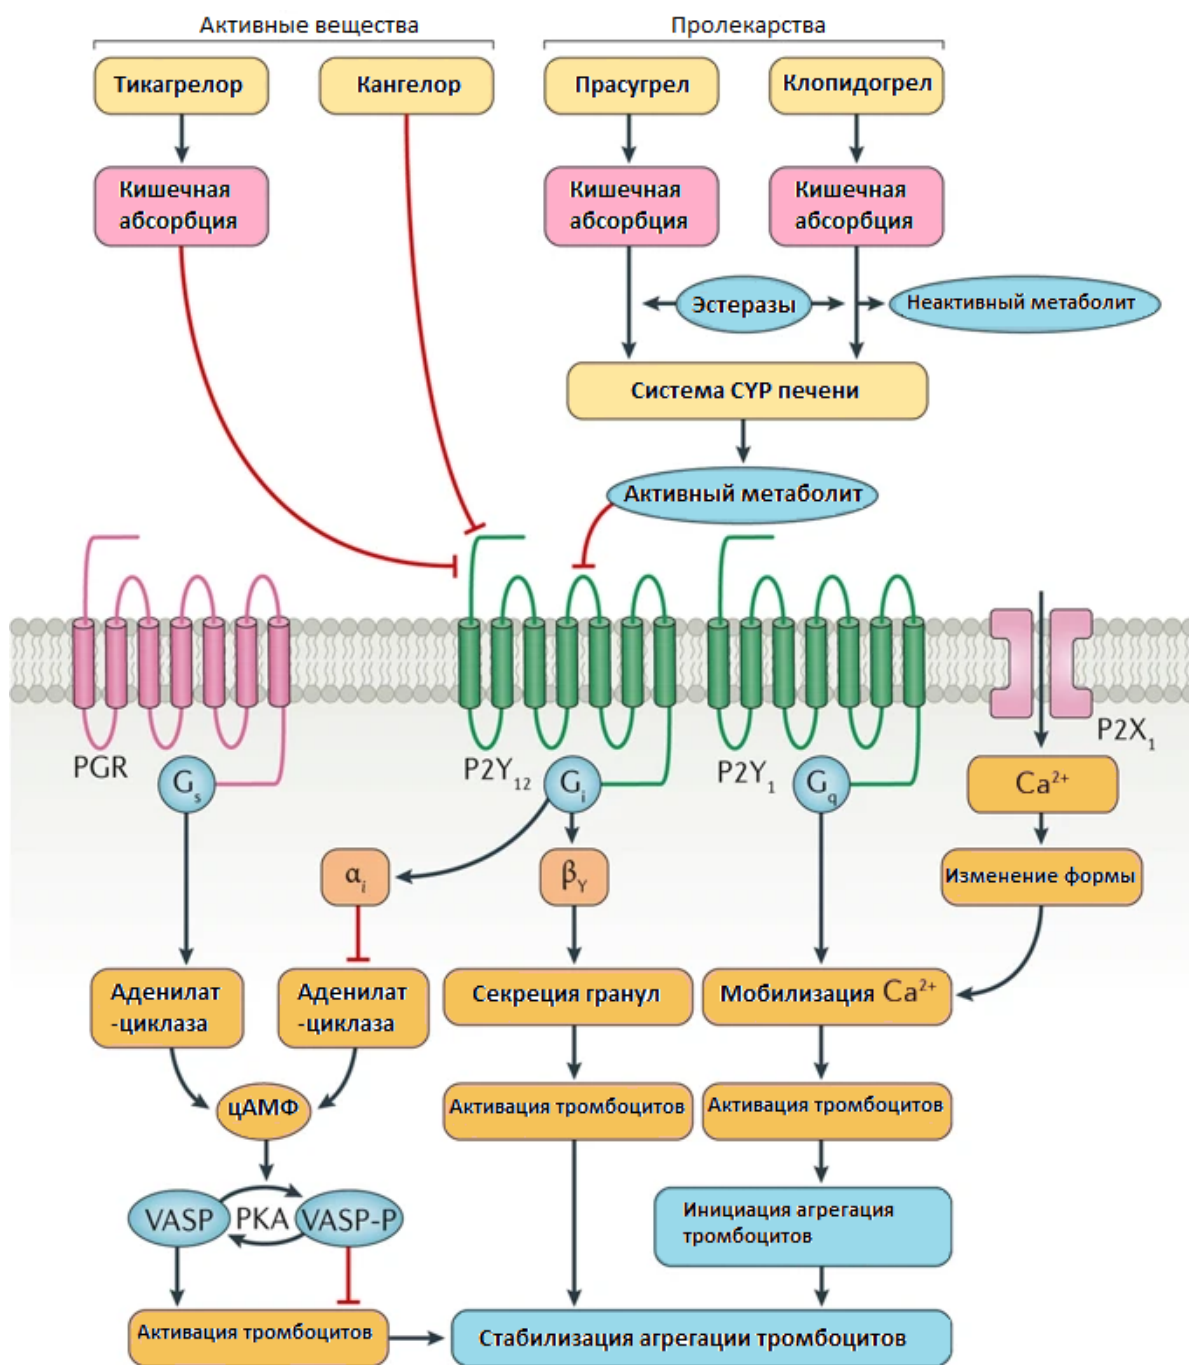 Активные вещества
Пролекарства
Тикагрелор
Кангелор
Прасугрел
Клопидогрел
Кишечная
абсорбция
Кишечная
абсорбция
Кишечная
абсорбция
Эстеразы
Неактивный метаболит
Система CYP печени
Активный метаболит
PGR
P2Y₁₂
P2Y₁
P2X₁
Gₛ
Gᵢ
G_q
Ca²⁺
αᵢ
βᵧ
Изменение формы
Аденилат
-циклаза
Аденилат
-циклаза
Секреция гранул
Мобилизация Ca²⁺
цАМФ
Активация тромбоцитов
Активация тромбоцитов
VASP
PKA
VASP-P
Инициация агрегация
тромбоцитов
Активация тромбоцитов
Стабилизация агрегации тромбоцитов